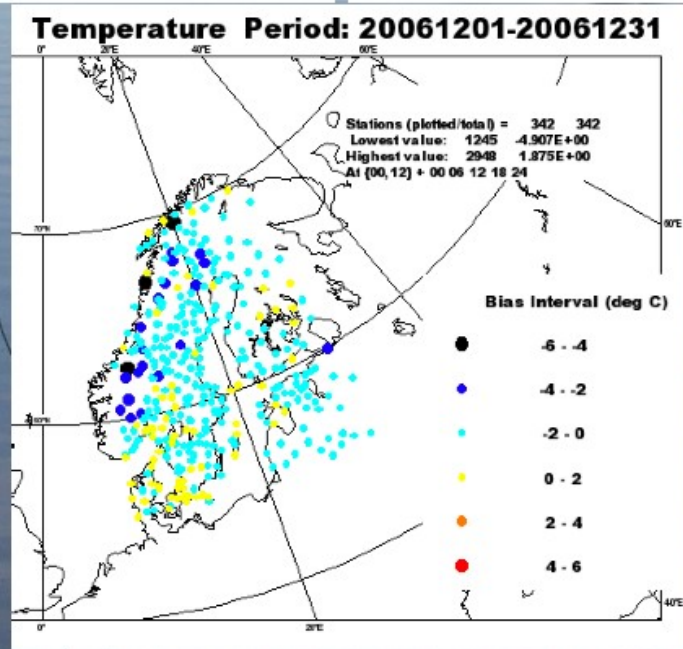 Temperature Period: 20061201-20061231
0° 20°E 40°E 60°E
Stations (plotted/total) = 342 342
Lowest value: 1245 -4.907E+00
Highest value: 2948 1.875E+00
At {00,12} + 00 06 12 18 24
70°N
60°E
Bias Interval (deg C)
-6 - -4
-4 - -2
-2 - 0
60°N
0 - 2
2 - 4
4 - 6
40°E
0° 20°E